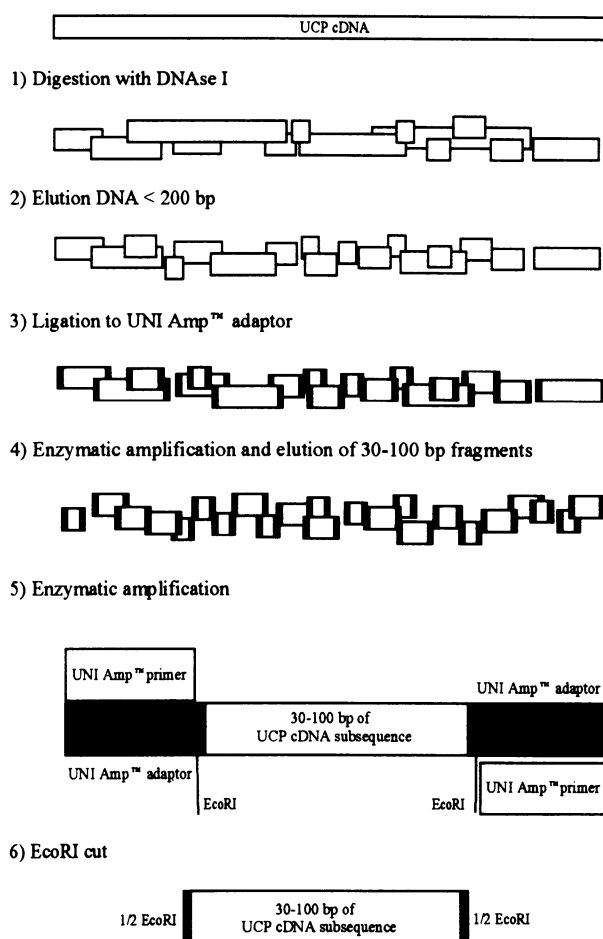 UCP cDNA
1) Digestion with DNAse I
2) Elution DNA < 200 bp
3) Ligation to UNI Amp™ adaptor
4) Enzymatic amplification and elution of 30-100 bp fragments
5) Enzymatic amplification
UNI Amp™ primer
UNI Amp™ adaptor
30-100 bp of
UCP cDNA subsequence
UNI Amp™ adaptor
EcoRI
EcoRI
UNI Amp™ primer
6) EcoRI cut
1/2 EcoRI
30-100 bp of
UCP cDNA subsequence
1/2 EcoRI